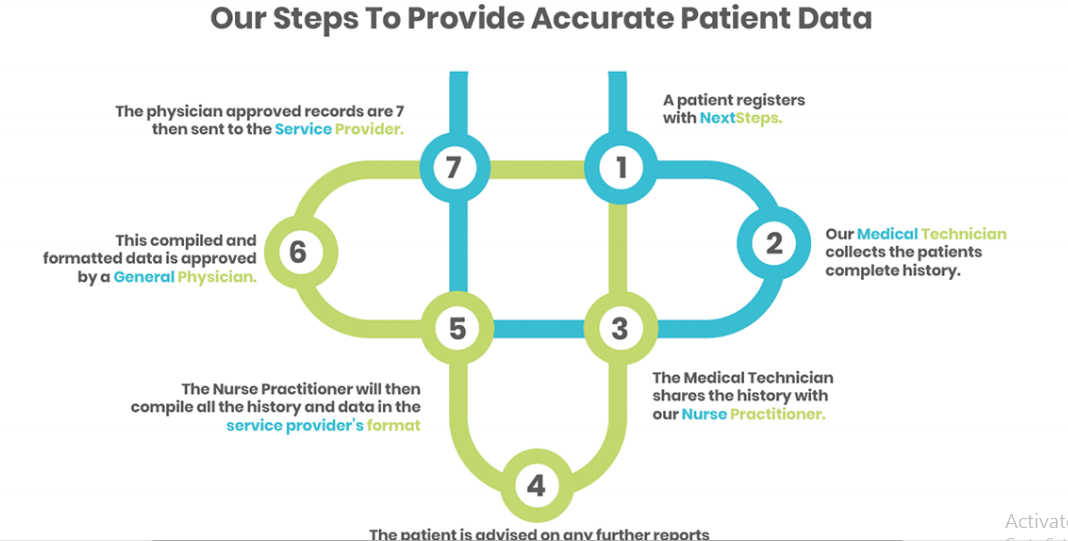 Our Steps To Provide Accurate Patient Data
The physician approved records are 7
then sent to the Service Provider.
A patient registers
with NextSteps.
7
1
This compiled and
formatted data is approved
by a General Physician.
6
2
Our Medical Technician
collects the patients
complete history.
5
3
The Nurse Practitioner will then
compile all the history and data in the
service provider's format
The Medical Technician
shares the history with
our Nurse Practitioner.
4
The patient is advised on any further reports